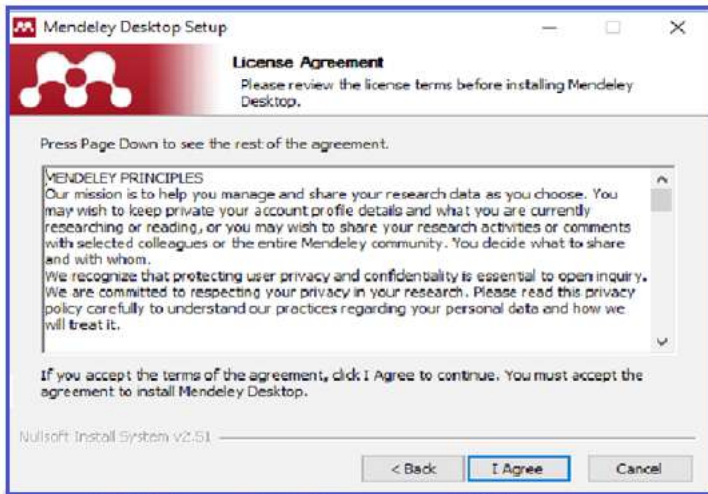 Mendeley Desktop Setup
License Agreement
Please review the license terms before installing Mendeley
Desktop.
Press Page Down to see the rest of the agreement.
MENDELEY PRINCIPLES
Our mission is to help you manage and share your research data as you choose. You
may wish to keep private your account profile details and what you are currently
researching or reading, or you may wish to share your research activities or comments
with selected colleagues or the entire Mendeley community. You decide what to share
and with whom.
We recognize that protecting user privacy and confidentiality is essential to open inquiry.
We are committed to respecting your privacy in your research. Please read this privacy
policy carefully to understand our practices regarding your personal data and how we
will treat it.
If you accept the terms of the agreement, click I Agree to continue. You must accept the
agreement to install Mendeley Desktop.
Nullsoft Install System v2.51
< Back I Agree Cancel